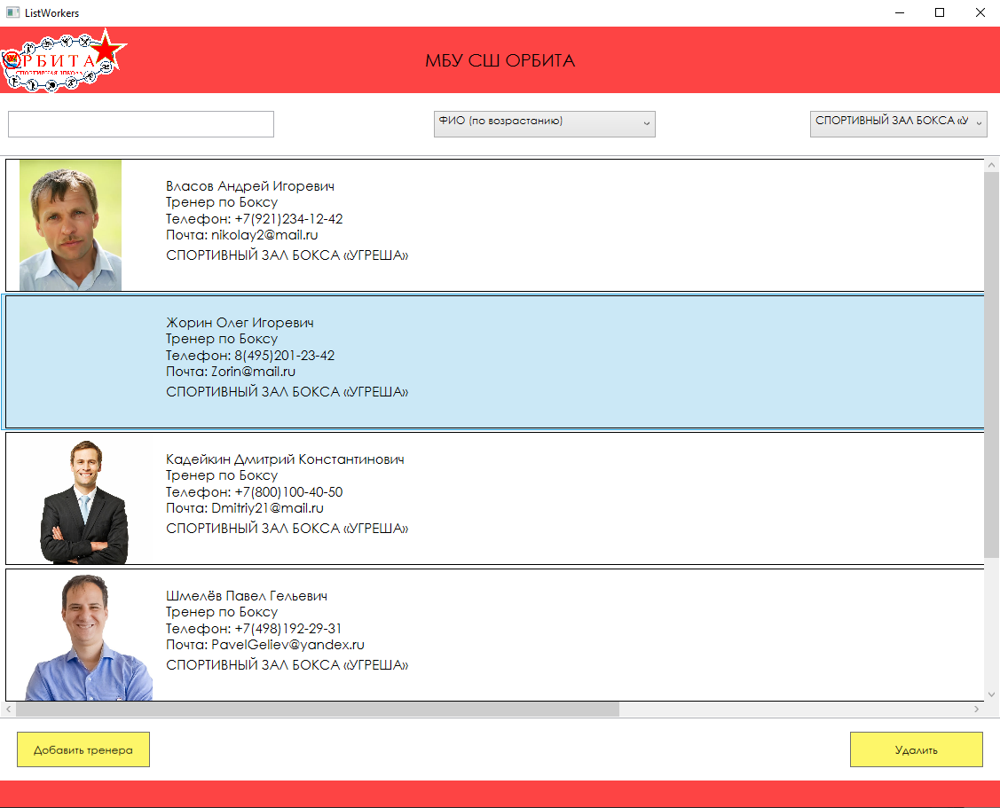 ListWorkers
ОРБИТА
СПОРТИВНАЯ ШКОЛА
МБУ СШ ОРБИТА
ФИО (по возрастанию)
СПОРТИВНЫЙ ЗАЛ БОКСА «У
Власов Андрей Игоревич
Тренер по Боксу
Телефон: +7(921)234-12-42
Почта: nikolay2@mail.ru
СПОРТИВНЫЙ ЗАЛ БОКСА «УГРЕША»
Жорин Олег Игоревич
Тренер по Боксу
Телефон: 8(495)201-23-42
Почта: Zorin@mail.ru
СПОРТИВНЫЙ ЗАЛ БОКСА «УГРЕША»
Кадейкин Дмитрий Константинович
Тренер по Боксу
Телефон: +7(800)100-40-50
Почта: Dmitriy21@mail.ru
СПОРТИВНЫЙ ЗАЛ БОКСА «УГРЕША»
Шмелёв Павел Гельевич
Тренер по Боксу
Телефон: +7(498)192-29-31
Почта: PavelGeliev@yandex.ru
СПОРТИВНЫЙ ЗАЛ БОКСА «УГРЕША»
Добавить тренера
Удалить